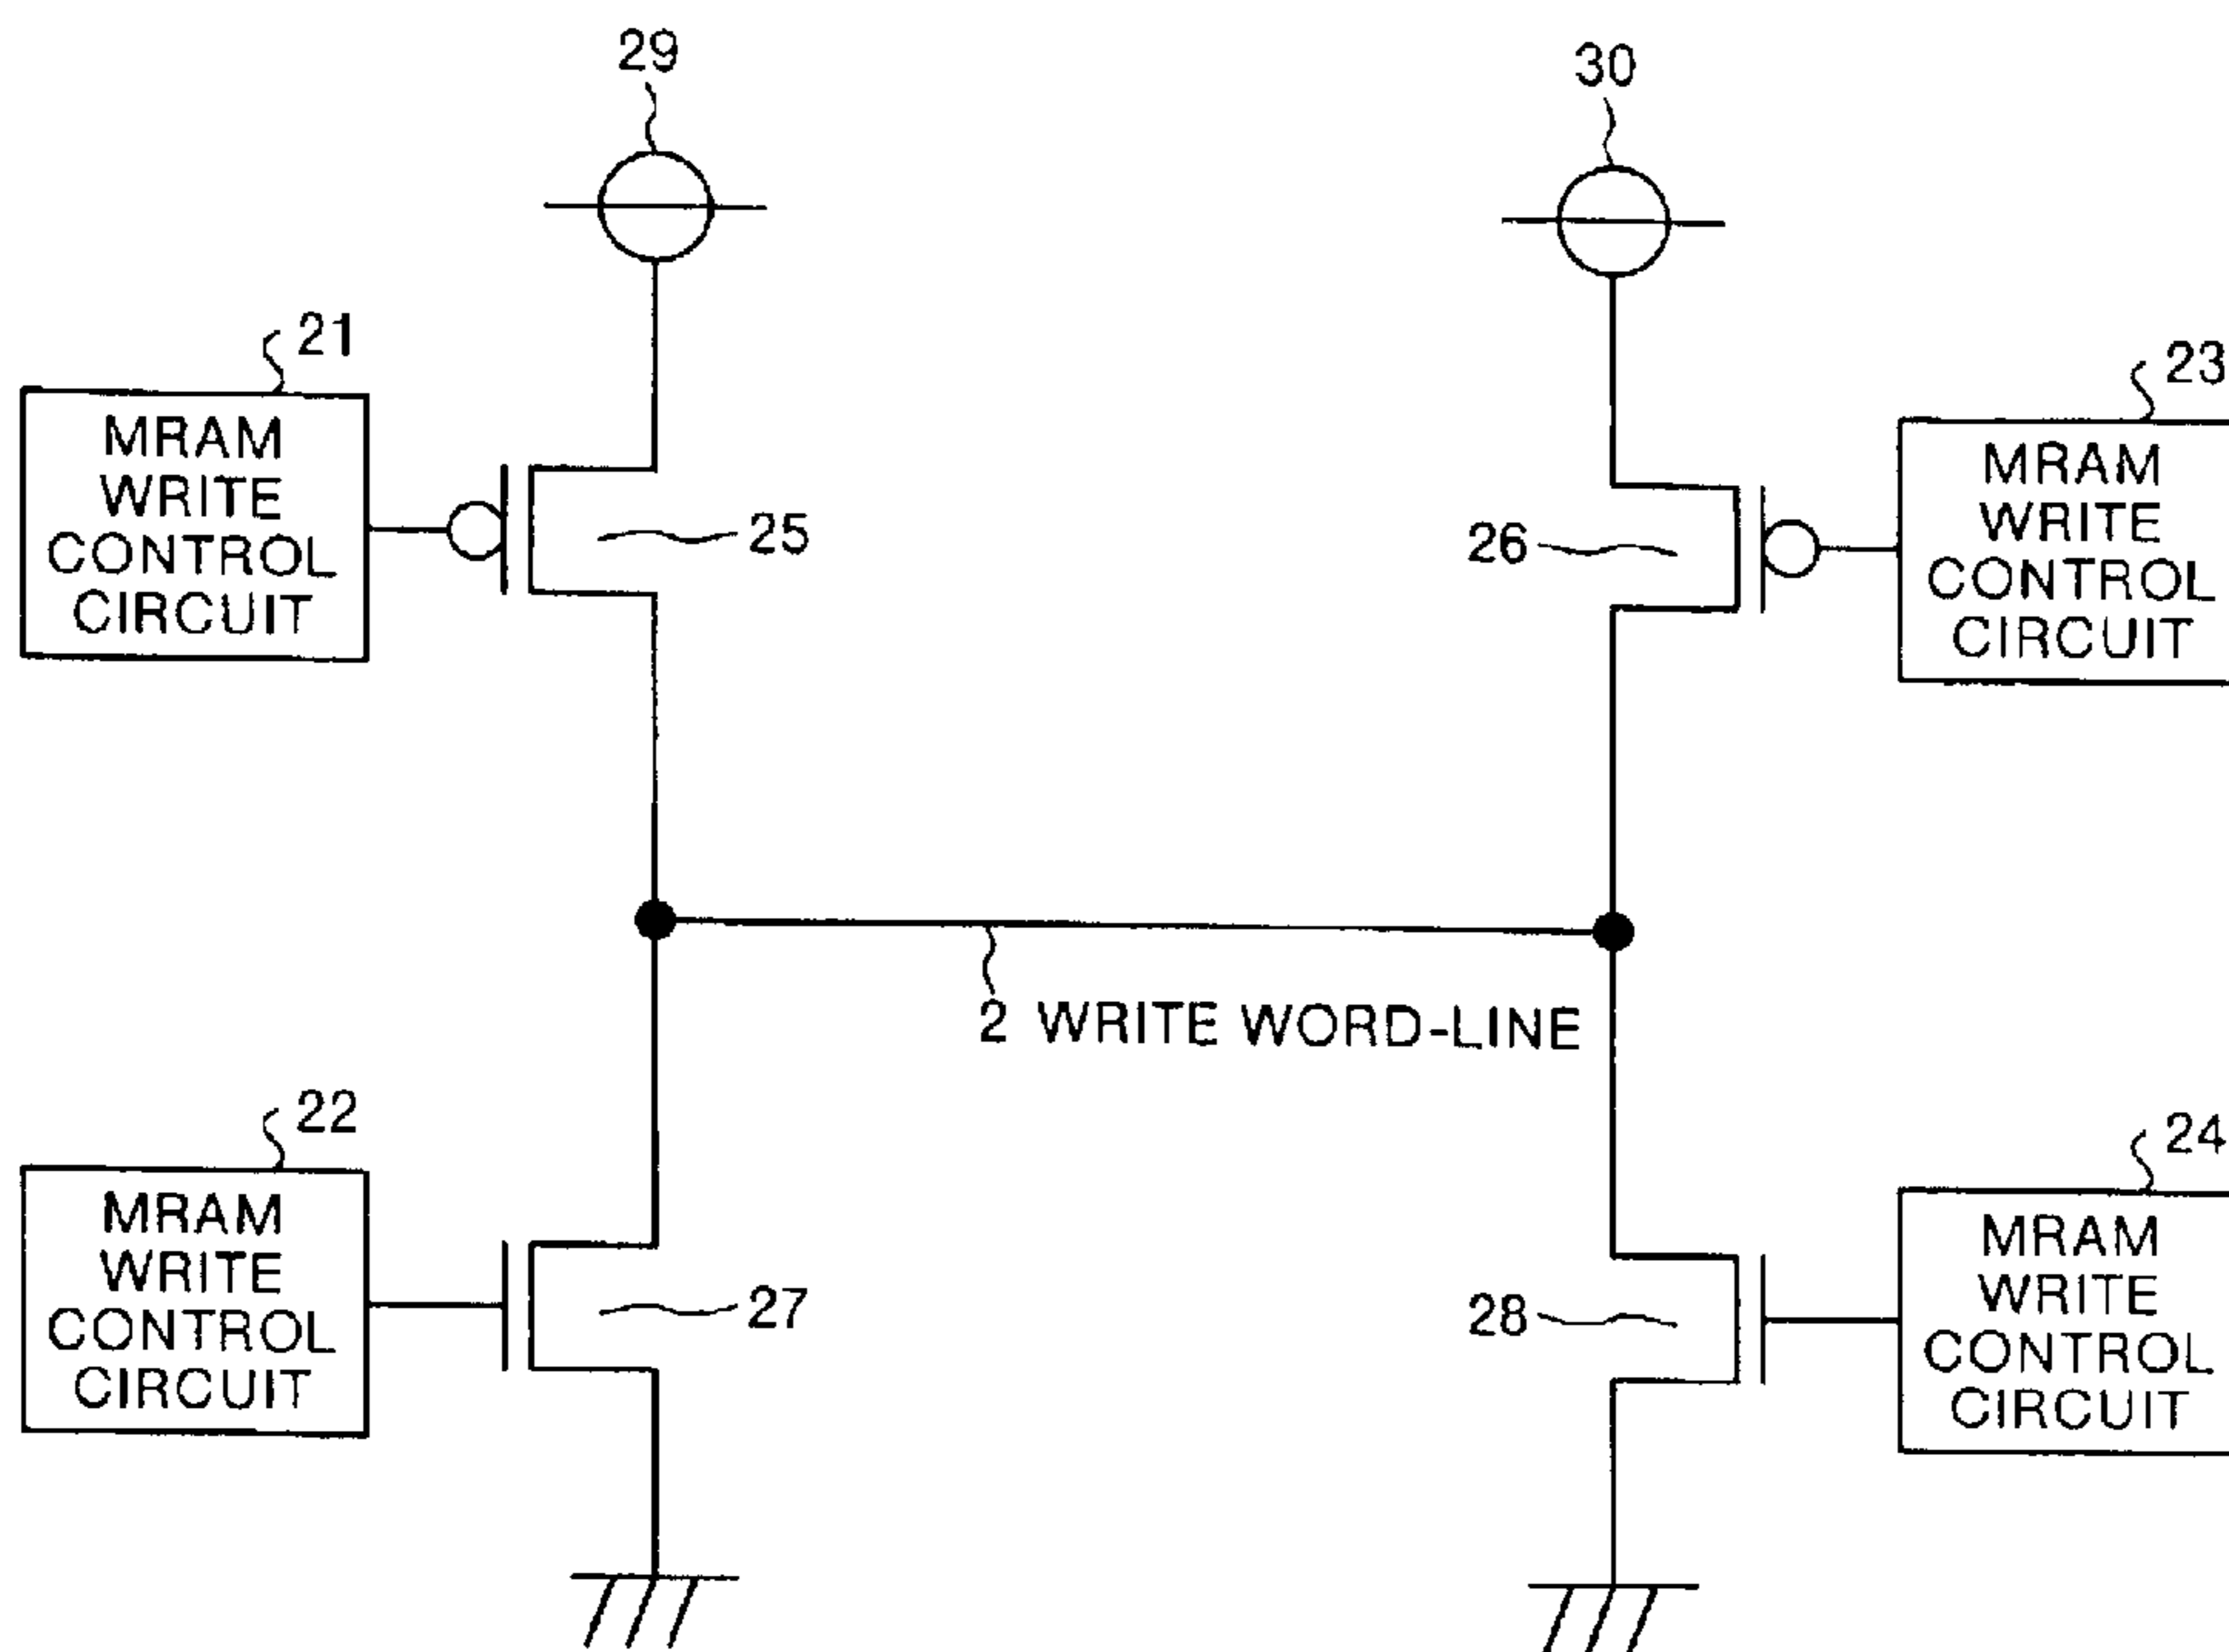 29
30
21
MRAM
WRITE
CONTROL
CIRCUIT
23
MRAM
WRITE
CONTROL
CIRCUIT
25
26
2 WRITE WORD-LINE
22
MRAM
WRITE
CONTROL
CIRCUIT
24
MRAM
WRITE
CONTROL
CIRCUIT
27
28